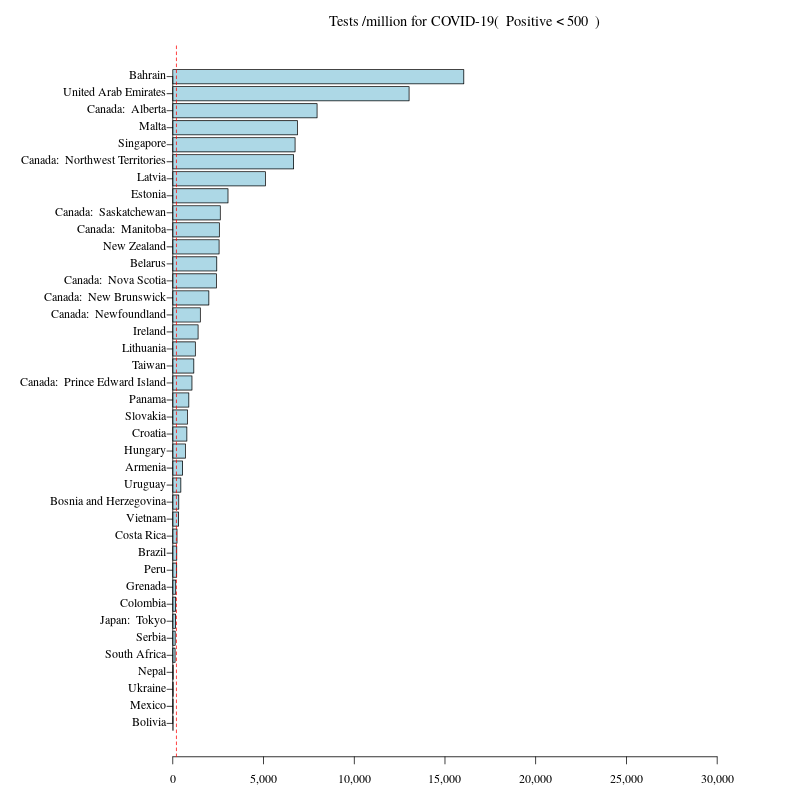 Tests /million for COVID-19(  Positive < 500  )
Bahrain
United Arab Emirates
Canada:  Alberta
Malta
Singapore
Canada:  Northwest Territories
Latvia
Estonia
Canada:  Saskatchewan
Canada:  Manitoba
New Zealand
Belarus
Canada:  Nova Scotia
Canada:  New Brunswick
Canada:  Newfoundland
Ireland
Lithuania
Taiwan
Canada:  Prince Edward Island
Panama
Slovakia
Croatia
Hungary
Armenia
Uruguay
Bosnia and Herzegovina
Vietnam
Costa Rica
Brazil
Peru
Grenada
Colombia
Japan:  Tokyo
Serbia
South Africa
Nepal
Ukraine
Mexico
Bolivia
0 5,000 10,000 15,000 20,000 25,000 30,000